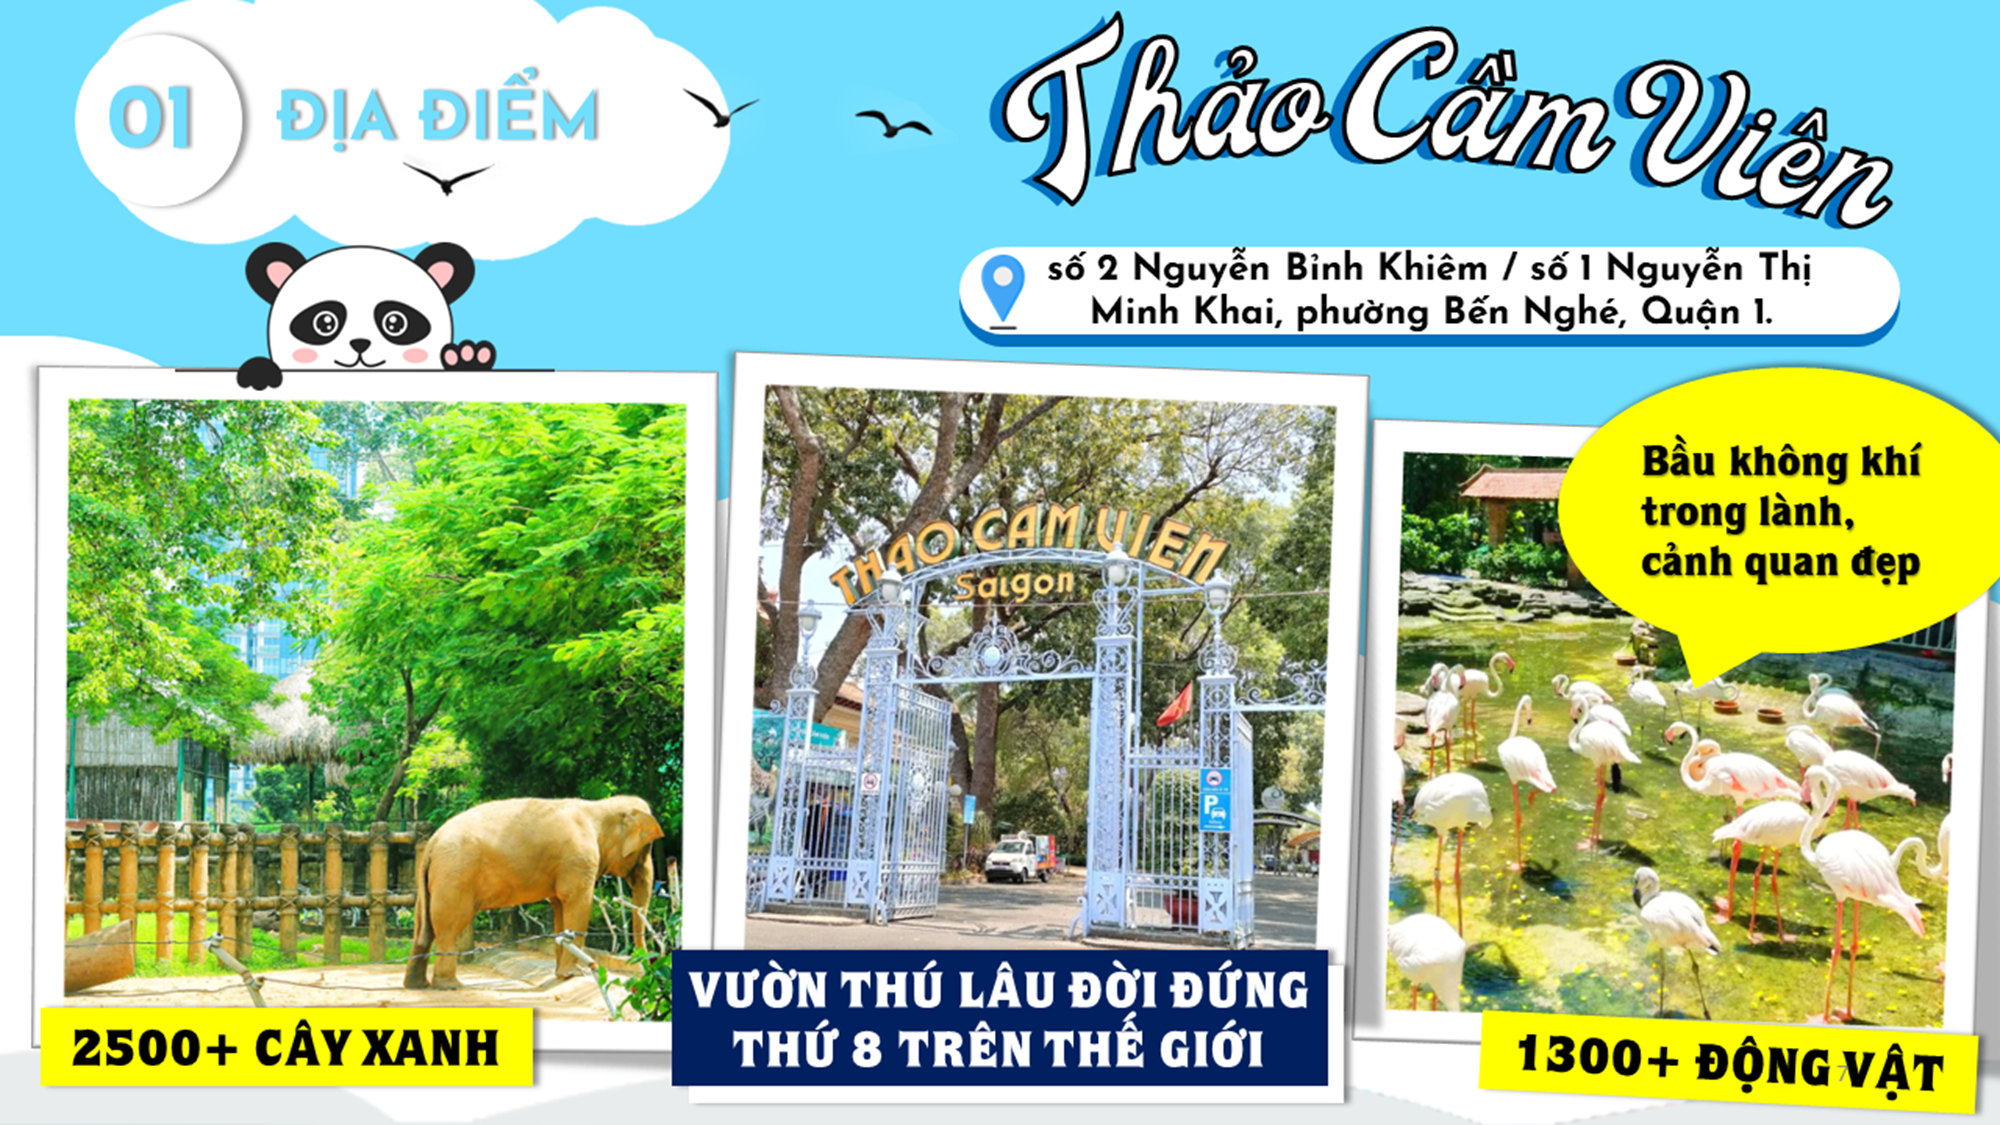 01 ĐỊA ĐIỂM
Thảo Cầm Viên
số 2 Nguyễn Bỉnh Khiêm / số 1 Nguyễn Thị
Minh Khai, phường Bến Nghé, Quận 1.
Bầu không khí
trong lành,
cảnh quan đẹp
THAO CAM VIEN
Saigon
P
2500+ CÂY XANH
VƯỜN THÚ LÂU ĐỜI ĐỨNG
THỨ 8 TRÊN THẾ GIỚI
1300+ ĐỘNG VẬT
7